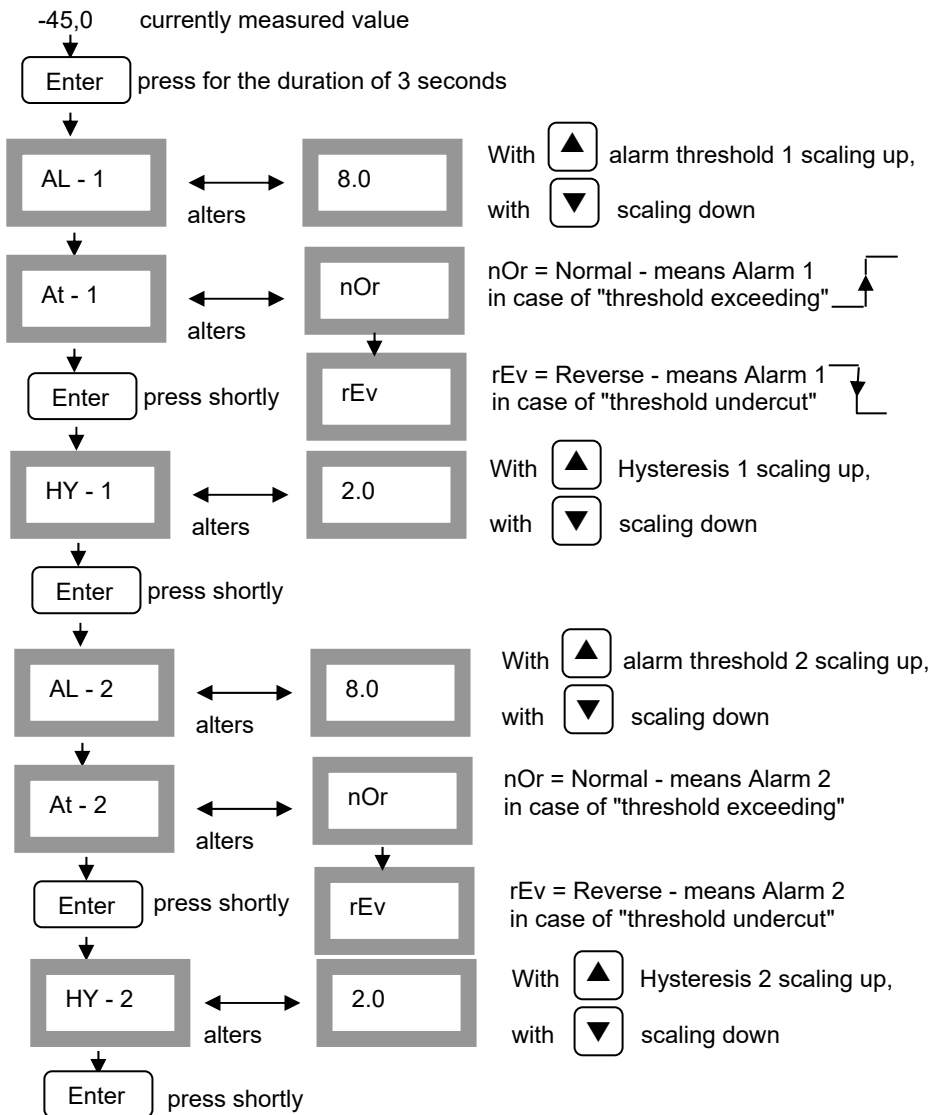 -45,0 currently measured value
Enter press for the duration of 3 seconds
AL - 1 alters 8.0
With ▲ alarm threshold 1 scaling up,
with ▼ scaling down
At - 1 alters nOr
nOr = Normal - means Alarm 1
in case of "threshold exceeding"
Enter press shortly
rEv
rEv = Reverse - means Alarm 1
in case of "threshold undercut"
HY - 1 alters 2.0
With ▲ Hysteresis 1 scaling up,
with ▼ scaling down
Enter press shortly
AL - 2 alters 8.0
With ▲ alarm threshold 2 scaling up,
with ▼ scaling down
At - 2 alters nOr
nOr = Normal - means Alarm 2
in case of "threshold exceeding"
Enter press shortly
rEv
rEv = Reverse - means Alarm 2
in case of "threshold undercut"
HY - 2 alters 2.0
With ▲ Hysteresis 2 scaling up,
with ▼ scaling down
Enter press shortly